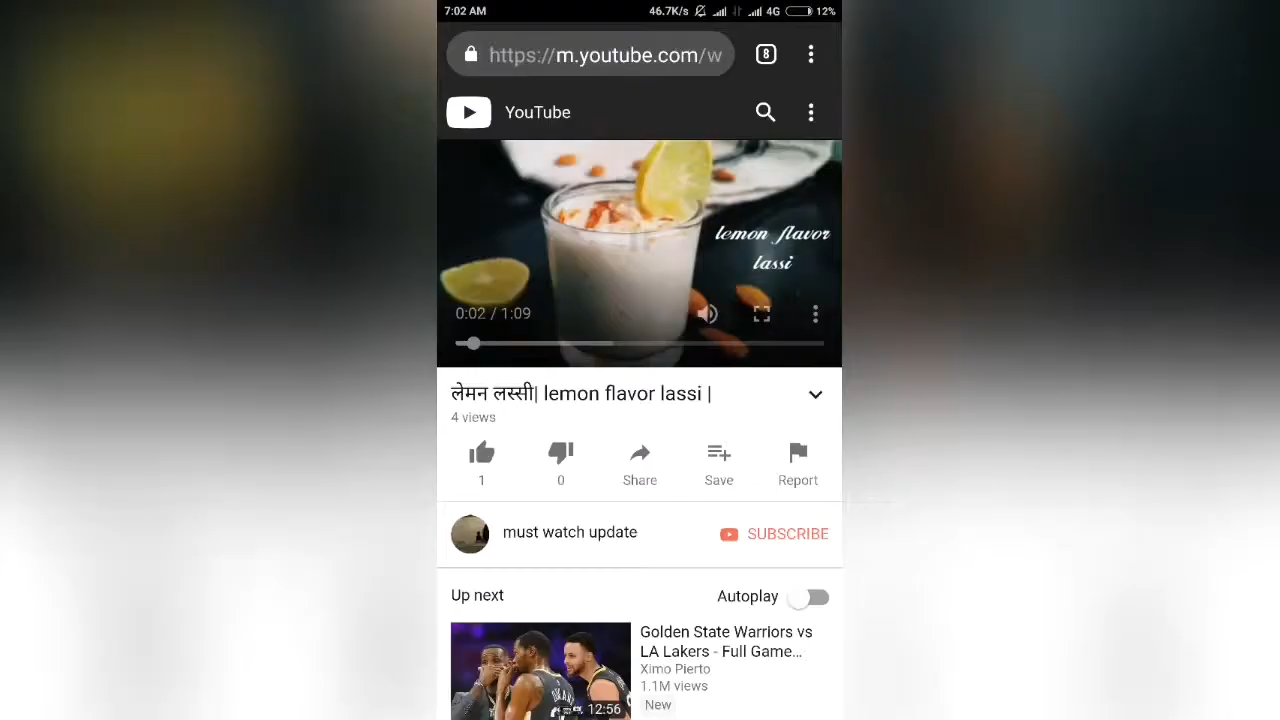 7:02 AM
46.7K/s 4G 12%
https://m.youtube.com/w
8
YouTube
lemon flavor
lassi
0:02 / 1:09
लेमन लस्सी| lemon flavor lassi |
4 views
1 0 Share Save Report
must watch update
SUBSCRIBE
Up next
Autoplay
Golden State Warriors vs
LA Lakers - Full Game...
Ximo Pierto
1.1M views
New
12:56